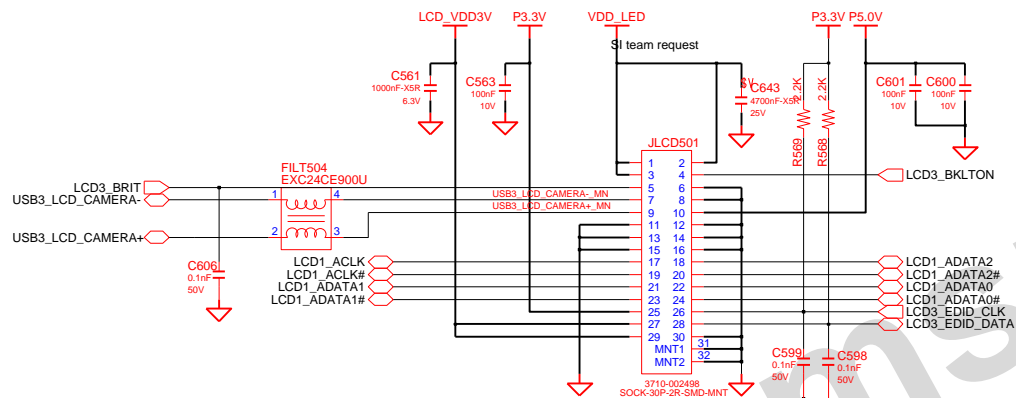 LCD_VDD3V P3.3V VDD_LED P3.3V P5.0V
SI team request
C561
1000nF-X5R
6.3V
C563
100nF
10V
C643
4700nF-X5R
25V
2.2K
2.2K
R569
R568
C601
100nF
10V
C600
100nF
10V
JLCD501
FILT504
EXC24CE900U
LCD3_BRIT
USB3_LCD_CAMERA-
USB3_LCD_CAMERA+
1 4
2 3
USB3_LCD_CAMERA-_MN
USB3_LCD_CAMERA+_MN
C606
0.1nF
50V
LCD1_ACLK
LCD1_ACLK#
LCD1_ADATA1
LCD1_ADATA1#
1 2
3 4
5 6
7 8
9 10
11 12
13 14
15 16
17 18
19 20
21 22
23 24
25 26
27 28
29 30
MNT1 31
MNT2 32
3710-002498
SOCK-30P-2R-SMD-MNT
LCD3_BKLTON
LCD1_ADATA2
LCD1_ADATA2#
LCD1_ADATA0
LCD1_ADATA0#
LCD3_EDID_CLK
LCD3_EDID_DATA
C599
0.1nF
50V
C598
0.1nF
50V